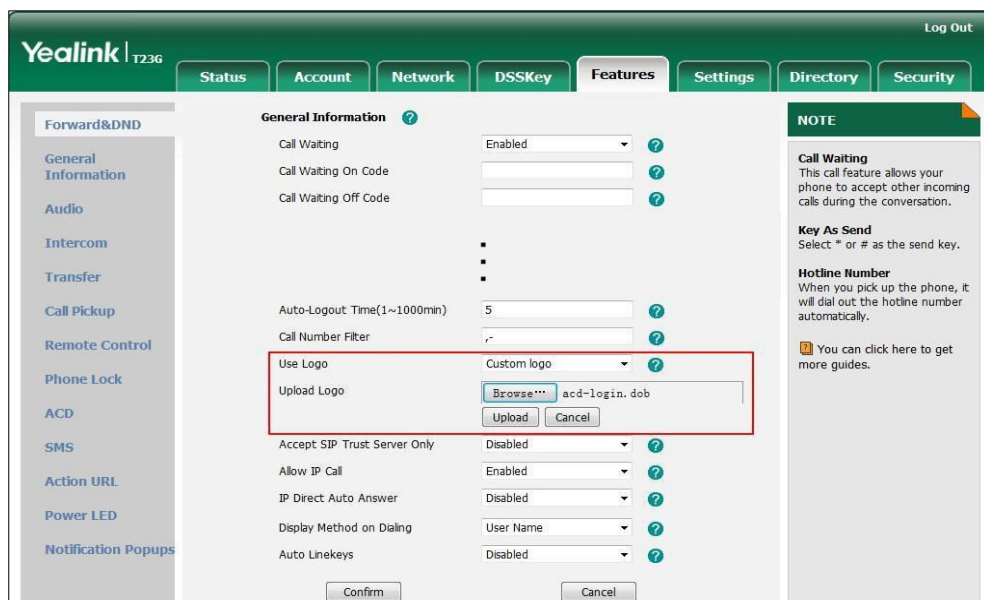 Log Out
Yealink | T23G
Status Account Network DSSKey Features Settings Directory Security
Forward&DND
General
Information
Audio
Intercom
Transfer
Call Pickup
Remote Control
Phone Lock
ACD
SMS
Action URL
Power LED
Notification Popups
General Information ?
Call Waiting Enabled ?
Call Waiting On Code ?
Call Waiting Off Code ?
Auto-Logout Time(1~1000min) 5 ?
Call Number Filter ,- ?
Use Logo Custom logo ?
Upload Logo Browse··· acd-login.dob
Upload Cancel
Accept SIP Trust Server Only Disabled ?
Allow IP Call Enabled ?
IP Direct Auto Answer Disabled ?
Display Method on Dialing User Name ?
Auto Linekeys Disabled ?
Confirm Cancel
NOTE
Call Waiting
This call feature allows your
phone to accept other incoming
calls during the conversation.
Key As Send
Select * or # as the send key.
Hotline Number
When you pick up the phone, it
will dial out the hotline number
automatically.
? You can click here to get
more guides.